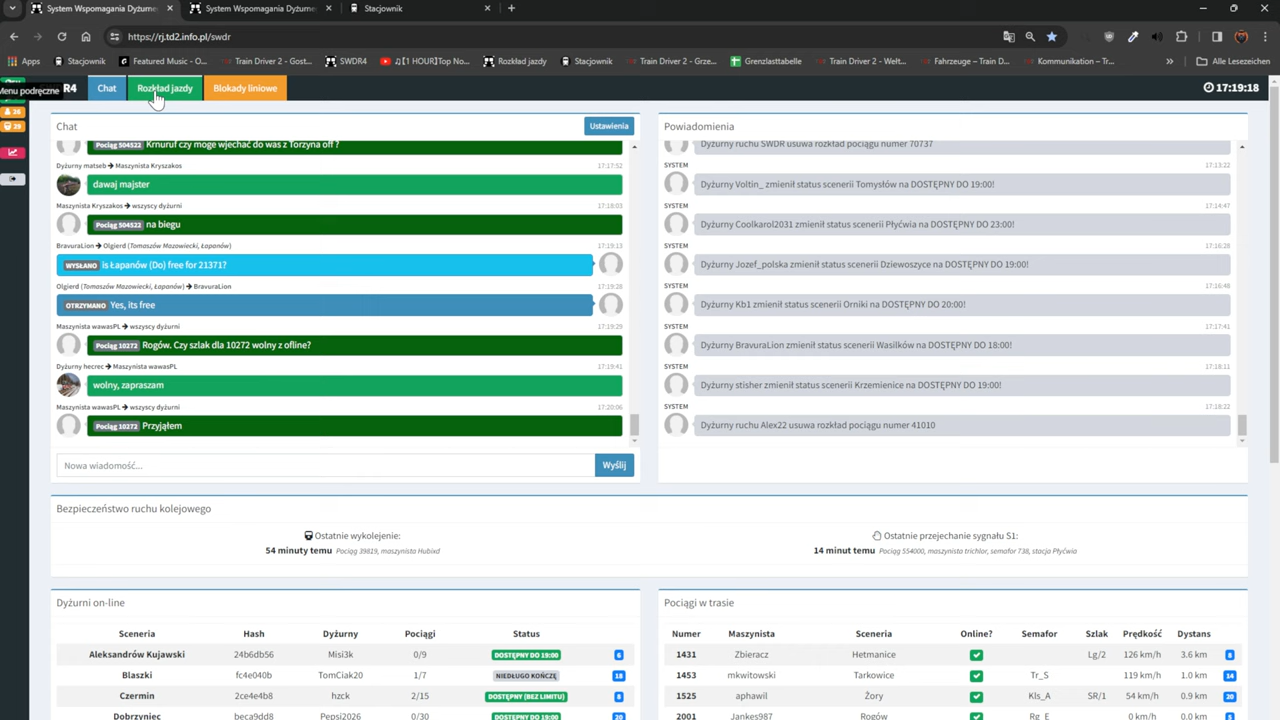 System Wspomagania Dyżurne
System Wspomagania Dyżurne
Stacjownik
https://rj.td2.info.pl/swdr
Apps
Stacjownik
Featured Music - O...
Train Driver 2 - Gost...
SWDR4
♫[1 HOUR]Top No...
Rozkład jazdy
Stacjownik
Train Driver 2 - Grze...
Grenzlasttabelle
Train Driver 2 - Welt...
Fahrzeuge – Train D...
Kommunikation – Tr...
Alle Lesezeichen
Menu podręczne
R4
Chat
Rozkład jazdy
Blokady liniowe
17:19:18
26
29
Chat
Ustawienia
Pociąg 504522 Krnuruf czy moge wjechać do was z Torzyna off ?
Dyżurny matseb → Maszynista Kryszakos 17:17:52
dawaj majster
Maszynista Kryszakos → wszyscy dyżurni 17:18:03
Pociąg 504522 na biegu
BravuraLion → Olgierd (Tomaszów Mazowiecki, Łapanów) 17:19:13
WYSŁANO is Łapanów (Do) free for 21371?
Olgierd (Tomaszów Mazowiecki, Łapanów) → BravuraLion 17:19:28
OTRZYMANO Yes, its free
Maszynista wawasPL → wszyscy dyżurni 17:19:29
Pociąg 10272 Rogów. Czy szlak dla 10272 wolny z ofline?
Dyżurny hecrec → Maszynista wawasPL 17:19:41
wolny, zapraszam
Maszynista wawasPL → wszyscy dyżurni 17:20:06
Pociąg 10272 Przyjąłem
Nowa wiadomość...
Wyślij
Powiadomienia
Dyżurny ruchu SWDR usuwa rozkład pociągu numer 70737
SYSTEM 17:13:22
Dyżurny Voltin_ zmienił status scenerii Tomysłów na DOSTĘPNY DO 19:00!
SYSTEM 17:14:47
Dyżurny Coolkarol2031 zmienił status scenerii Płyćwia na DOSTĘPNY DO 23:00!
SYSTEM 17:16:28
Dyżurny Jozef_polska zmienił status scenerii Dziewoszyce na DOSTĘPNY DO 19:00!
SYSTEM 17:16:48
Dyżurny Kb1 zmienił status scenerii Orniki na DOSTĘPNY DO 20:00!
SYSTEM 17:17:41
Dyżurny BravuraLion zmienił status scenerii Wasilków na DOSTĘPNY DO 18:00!
SYSTEM 17:18:11
Dyżurny stisher zmienił status scenerii Krzemienice na DOSTĘPNY DO 19:00!
SYSTEM 17:18:22
Dyżurny ruchu Alex22 usuwa rozkład pociągu numer 41010
Bezpieczeństwo ruchu kolejowego
Ostatnie wykolejenie:
54 minuty temu Pociąg 39819, maszynista Hubixd
Ostatnie przejechanie sygnału S1:
14 minut temu Pociąg 554000, maszynista trichlor, semafor 738, stacja Płyćwia
Dyżurni on-line
Sceneria Hash Dyżurny Pociągi Status
Aleksandrów Kujawski 24b6db56 Misi3k 0/9 DOSTĘPNY DO 19:00 6
Blaszki fc4e040b TomCiak20 1/7 NIEDŁUGO KOŃCZĘ 18
Czermin 2ce4e4b8 hzck 2/15 DOSTĘPNY (BEZ LIMITU) 8
Dobrzyniec beca9dd8 Pepsi2026 0/30 DOSTĘPNY DO 19:00 20
Pociągi w trasie
Numer Maszynista Sceneria Online? Semafor Szlak Prędkość Dystans
1431 Zbieracz Hetmanice Lg/2 126 km/h 3.6 km 8
1453 mkwitowski Tarkowice Tr_S 119 km/h 1.0 km 14
1525 aphawil Żory Kls_A SR/1 54 km/h 0.9 km 20
2001 Jankes987 Rogów Rg_E 0 km/h 0.0 km